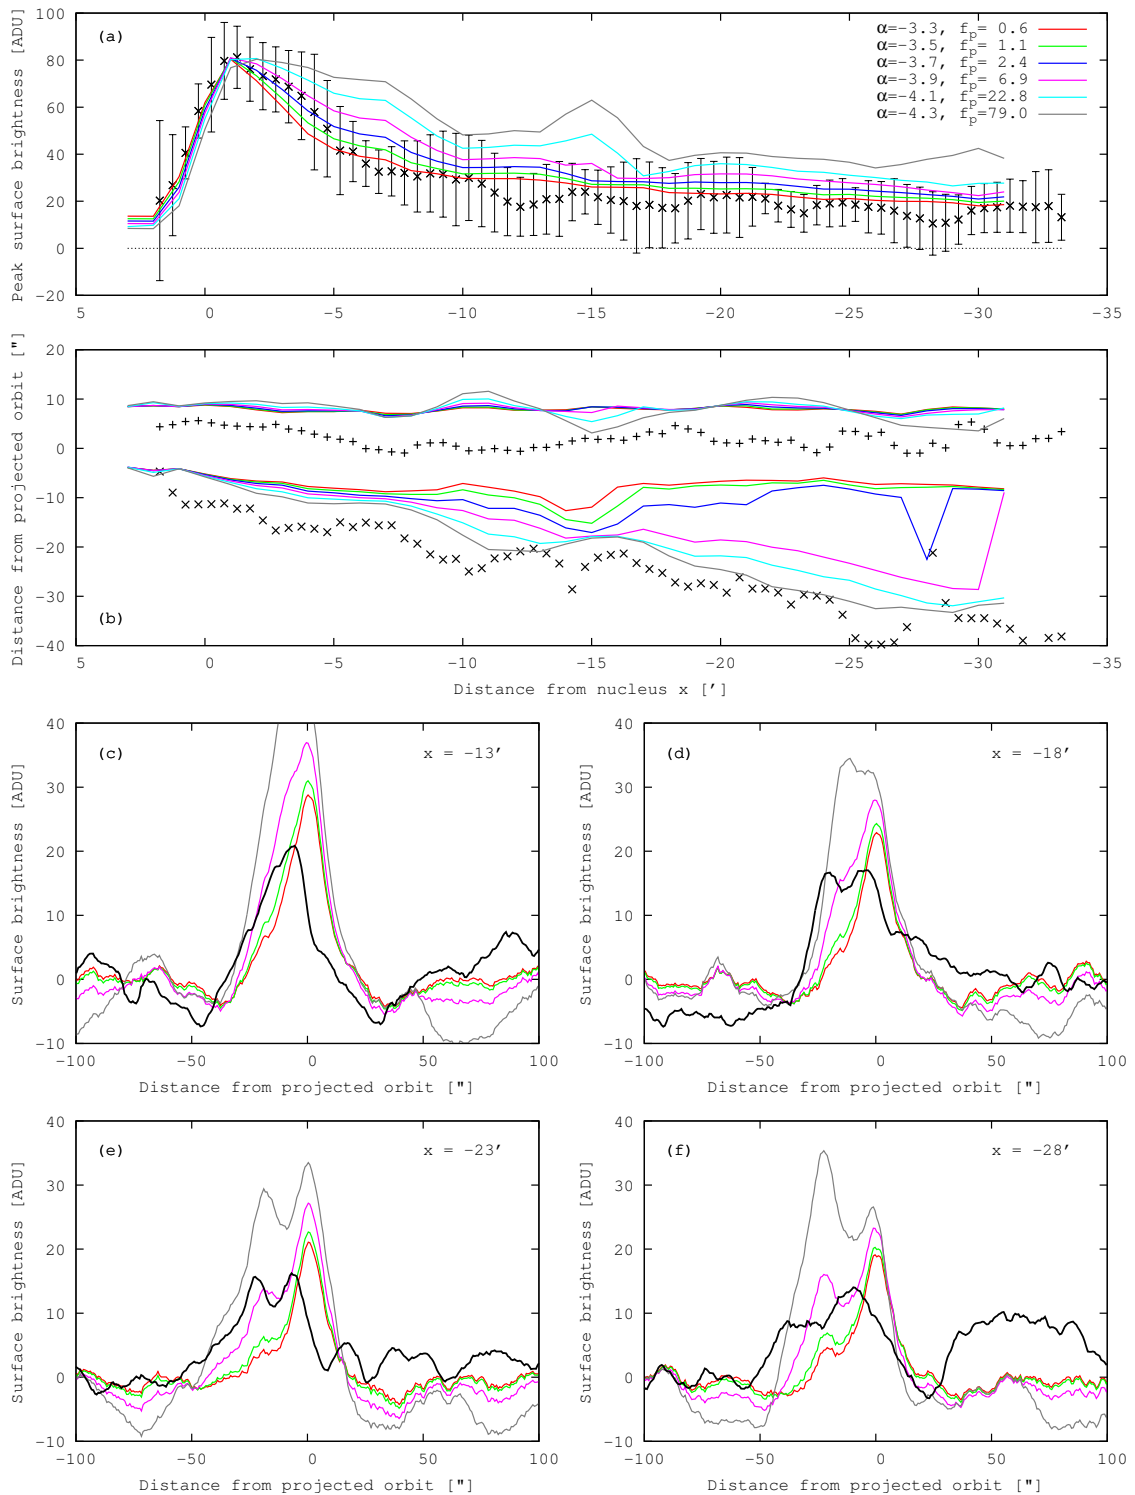 Peak surface brightness [ADU]
100
80
60
40
20
0
−20
(a)
α=−3.3, f_p= 0.6
α=−3.5, f_p= 1.1
α=−3.7, f_p= 2.4
α=−3.9, f_p= 6.9
α=−4.1, f_p=22.8
α=−4.3, f_p=79.0
5 0 −5 −10 −15 −20 −25 −30 −35
Distance from projected orbit ["]
20
10
0
−10
−20
−30
−40
(b)
5 0 −5 −10 −15 −20 −25 −30 −35
Distance from nucleus x [′]
Surface brightness [ADU]
40
30
20
10
0
−10
(c)
x = −13′
−100 −50 0 50 100
Distance from projected orbit ["]
Surface brightness [ADU]
40
30
20
10
0
−10
(d)
x = −18′
−100 −50 0 50 100
Distance from projected orbit ["]
Surface brightness [ADU]
40
30
20
10
0
−10
(e)
x = −23′
−100 −50 0 50 100
Distance from projected orbit ["]
Surface brightness [ADU]
40
30
20
10
0
−10
(f)
x = −28′
−100 −50 0 50 100
Distance from projected orbit ["]